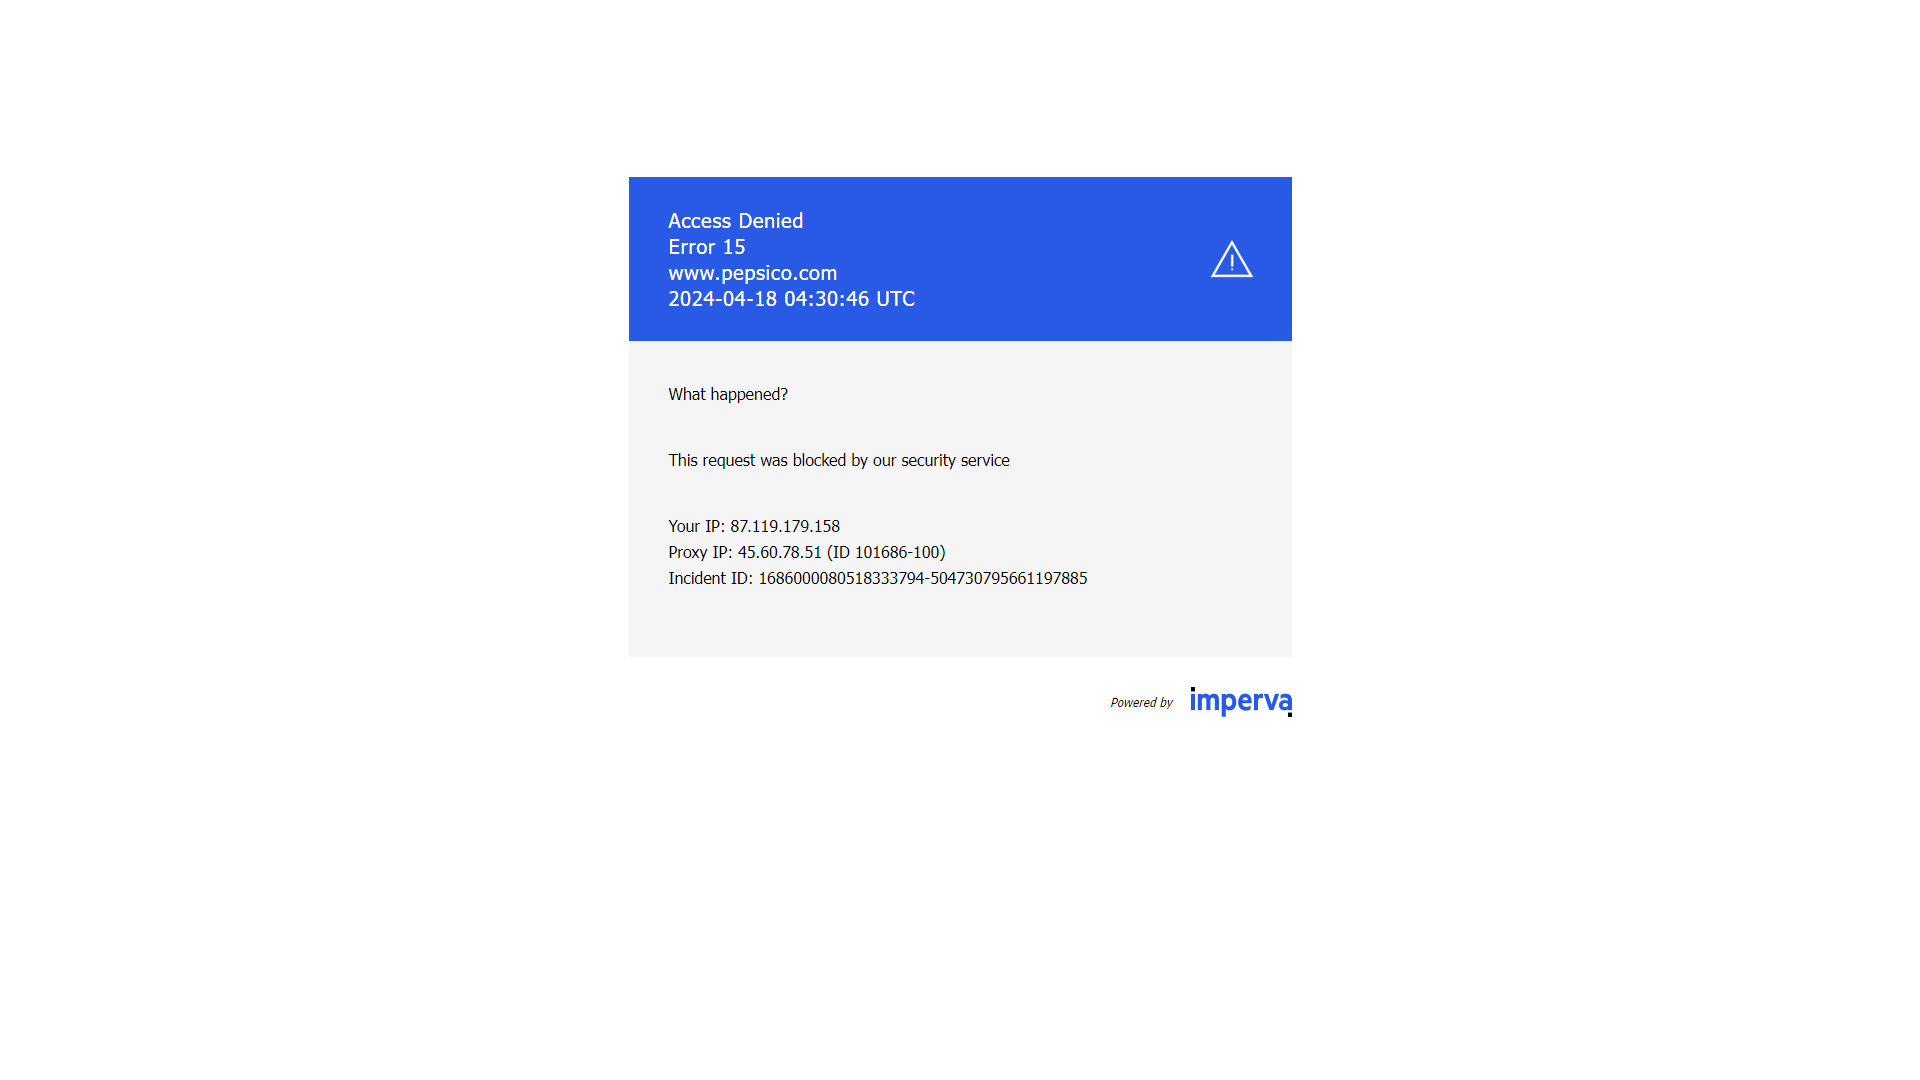 Access Denied
Error 15
www.pepsico.com
2024-04-18 04:30:46 UTC
What happened?
This request was blocked by our security service
Your IP: 87.119.179.158
Proxy IP: 45.60.78.51 (ID 101686-100)
Incident ID: 1686000080518333794-504730795661197885
Powered by imperva